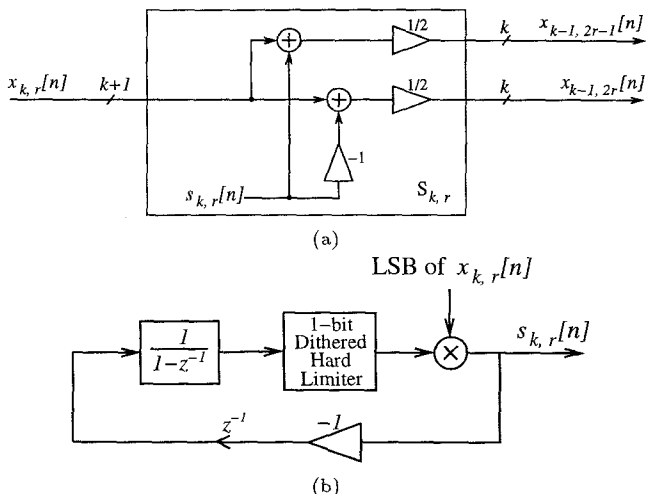 1/2
k
x_{k-1, 2r-1}[n]
x_{k, r}[n]
k+1
+
1/2
k
x_{k-1, 2r}[n]
+
-1
s_{k, r}[n]
S_{k, r}
(a)
LSB of x_{k, r}[n]
1
1-z^{-1}
1-bit
Dithered
Hard
Limiter
×
s_{k, r}[n]
z^{-1}
-1
(b)